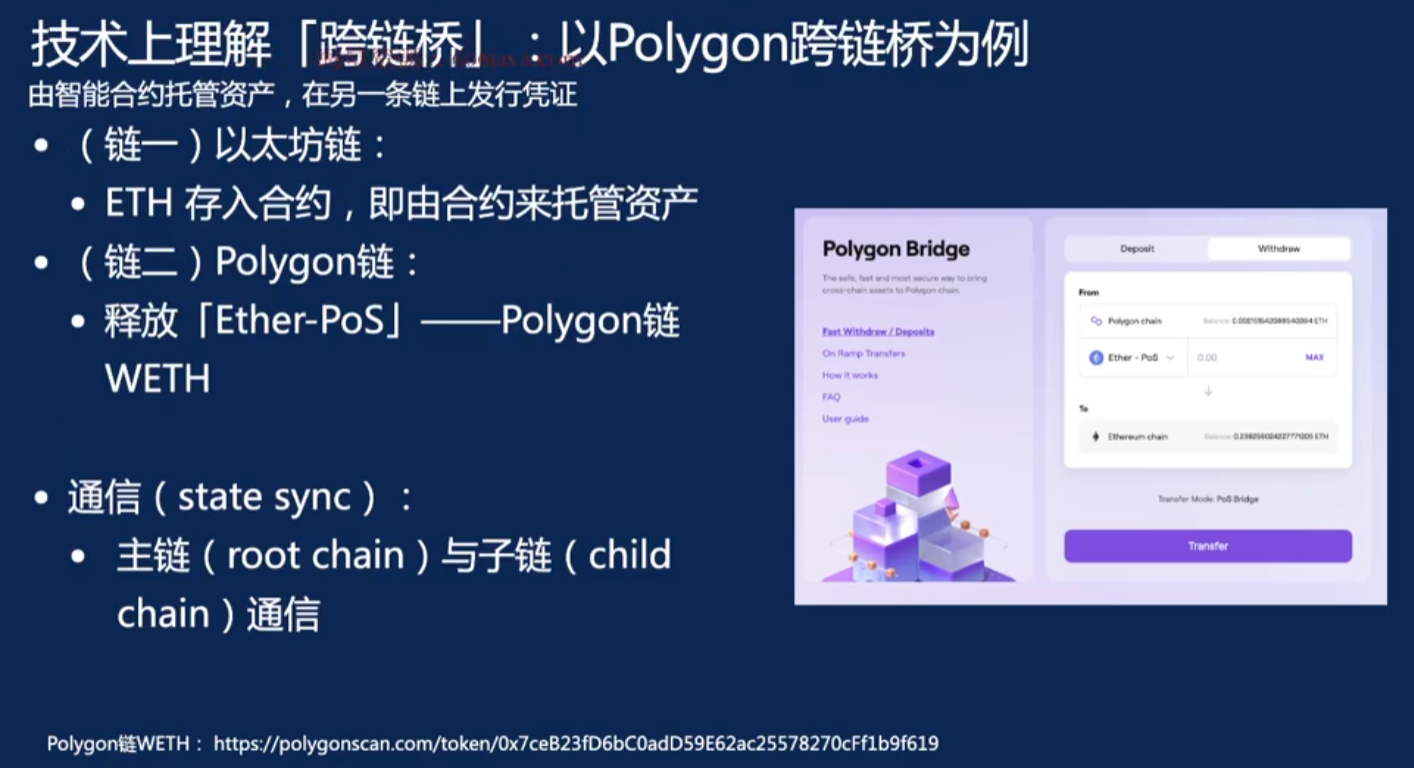 技术上理解「跨链桥」：以Polygon跨链桥为例
由智能合约托管资产，在另一条链上发行凭证
• （链一）以太坊链：
• ETH 存入合约，即由合约来托管资产
• （链二）Polygon链：
• 释放「Ether-PoS」——Polygon链
WETH
• 通信（state sync）：
• 主链（root chain）与子链（child
chain）通信
Polygon Bridge
The safe, fast and most secure way to bring
cross-chain assets to Polygon chain.
Fast Withdraw / Deposits
On Ramp Transfers
How it works
FAQ
User guide
Deposit Withdraw
From
Polygon chain Balance: ETH
Ether - PoS 0.00 MAX
To
Ethereum chain Balance: ETH
Transfer Mode: PoS Bridge
Transfer
Polygon链WETH： https://polygonscan.com/token/0x7ceB23fD6bC0adD59E62ac25578270cFf1b9f619